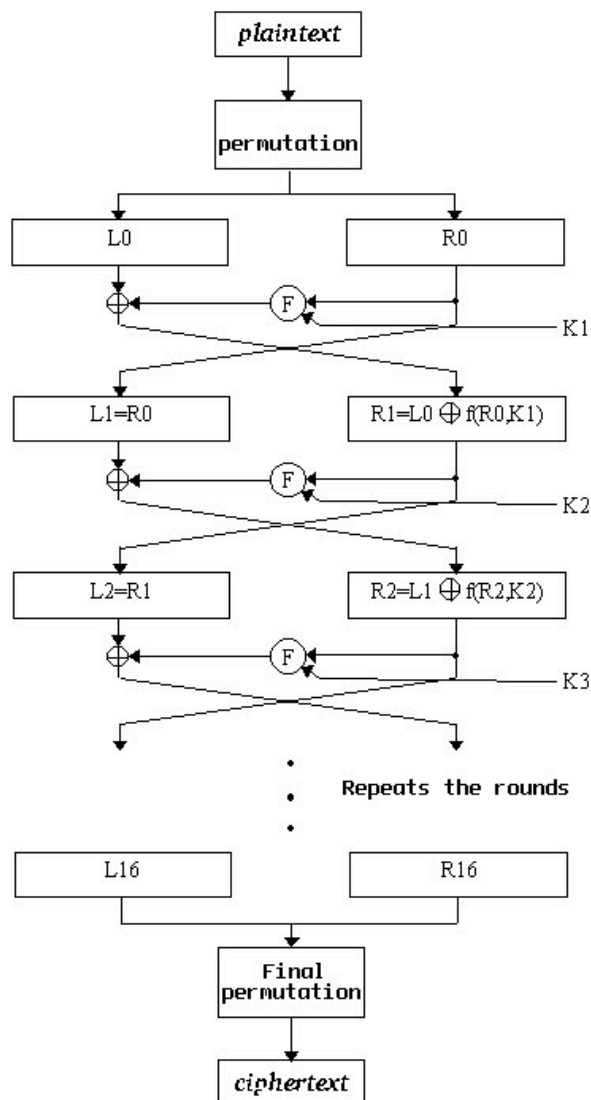 plaintext
permutation
L0
R0
F
K1
L1=R0
R1=L0 ⊕ f(R0,K1)
F
K2
L2=R1
R2=L1 ⊕ f(R2,K2)
F
K3
Repeats the rounds
L16
R16
Final
permutation
ciphertext